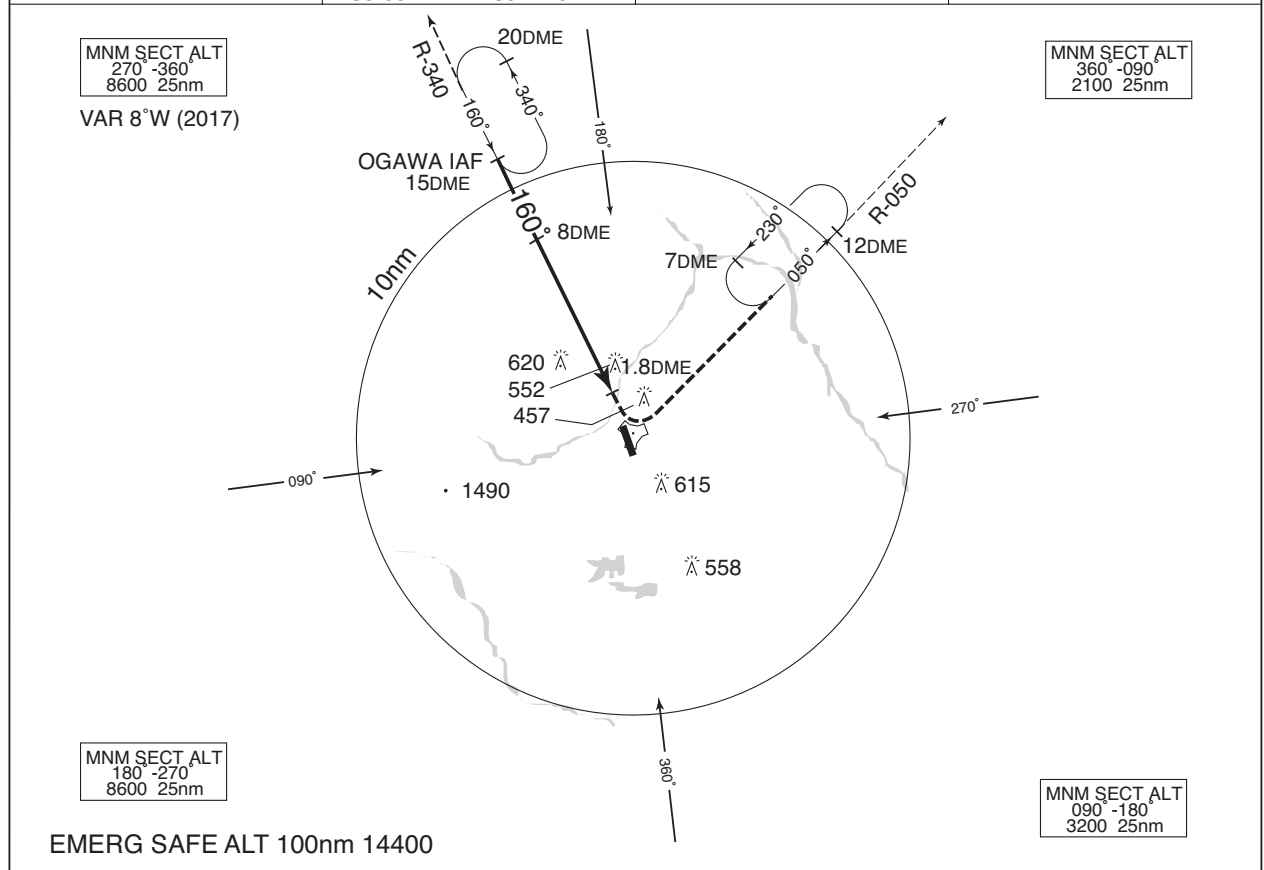 MNM SECT ALT
270˚-360˚
8600 25nm
VAR 8˚W (2017)
MNM SECT ALT
360˚-090˚
2100 25nm
R-340
20DME
160˚
340˚
180˚
OGAWA IAF
15DME
160˚
8DME
10nm
230˚
R-050
7DME
050˚
12DME
620
1.8DME
552
457
270˚
090˚
1490
615
558
360˚
MNM SECT ALT
180˚-270˚
8600 25nm
MNM SECT ALT
090˚-180˚
3200 25nm
EMERG SAFE ALT 100nm 14400